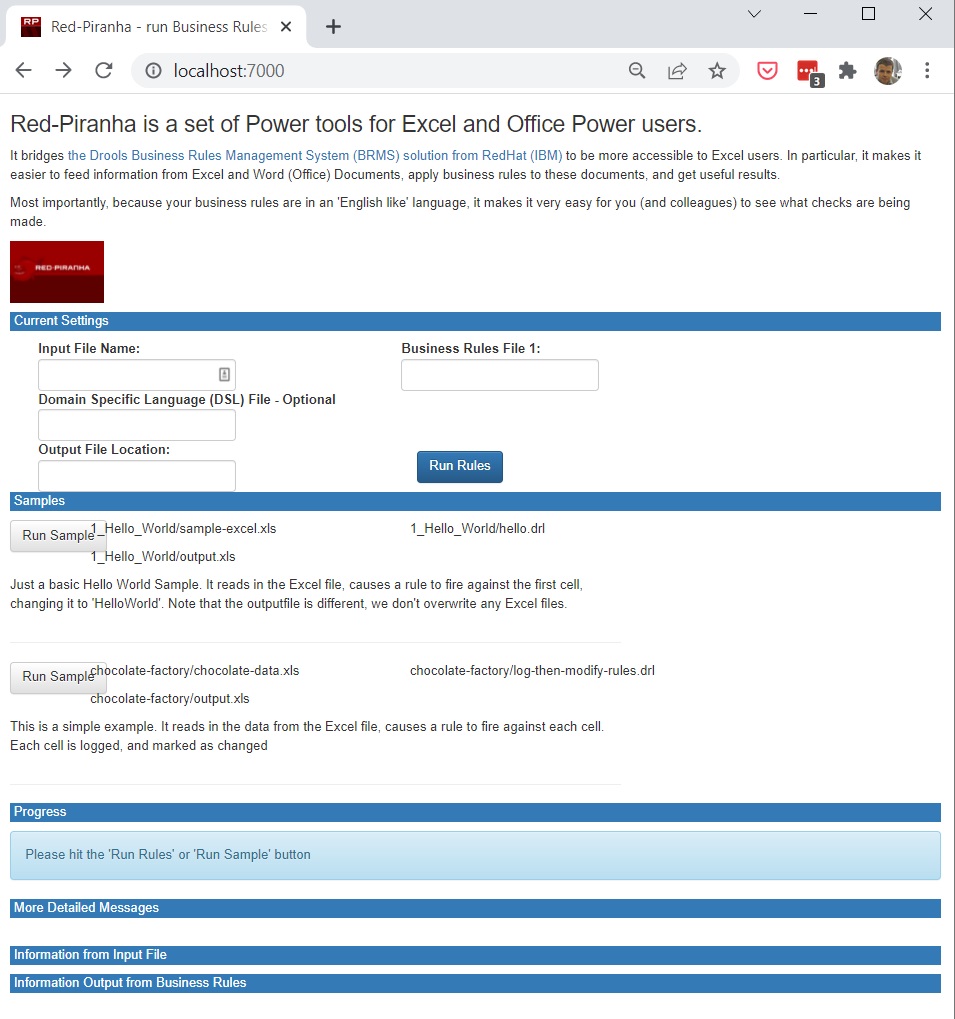 RP Red-Piranha - run Business Rules
localhost:7000
3
Red-Piranha is a set of Power tools for Excel and Office Power users.
It bridges the Drools Business Rules Management System (BRMS) solution from RedHat (IBM) to be more accessible to Excel users. In particular, it makes it
easier to feed information from Excel and Word (Office) Documents, apply business rules to these documents, and get useful results.
Most importantly, because your business rules are in an 'English like' language, it makes it very easy for you (and colleagues) to see what checks are being
made.
RED-PIRANHA
Current Settings
Input File Name: Business Rules File 1:
Domain Specific Language (DSL) File - Optional
Output File Location:
Run Rules
Samples
Run Sample 1_Hello_World/sample-excel.xls 1_Hello_World/hello.drl
1_Hello_World/output.xls
Just a basic Hello World Sample. It reads in the Excel file, causes a rule to fire against the first cell,
changing it to 'HelloWorld'. Note that the outputfile is different, we don't overwrite any Excel files.
Run Sample chocolate-factory/chocolate-data.xls chocolate-factory/log-then-modify-rules.drl
chocolate-factory/output.xls
This is a simple example. It reads in the data from the Excel file, causes a rule to fire against each cell.
Each cell is logged, and marked as changed
Progress
Please hit the 'Run Rules' or 'Run Sample' button
More Detailed Messages
Information from Input File
Information Output from Business Rules